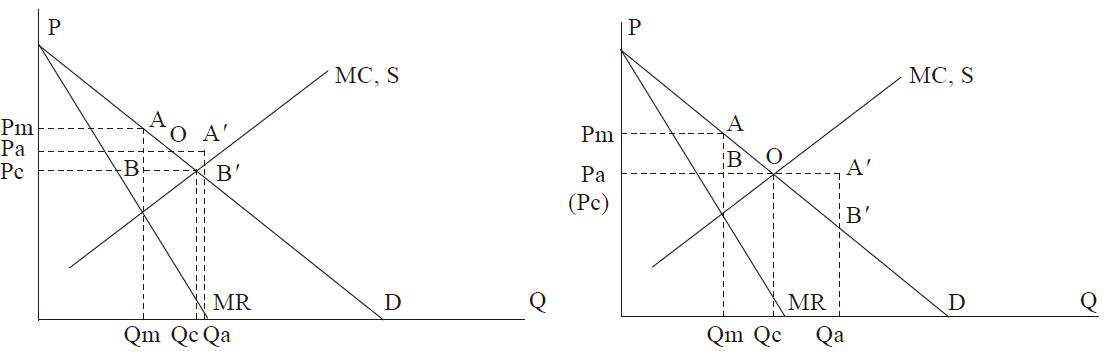 P
MC, S
Pm
A
O
A′
Pa
Pc
B
B′
MR
D
Q
Qm
Qc
Qa
P
MC, S
Pm
A
B
O
Pa
A′
(Pc)
B′
MR
D
Q
Qm
Qc
Qa